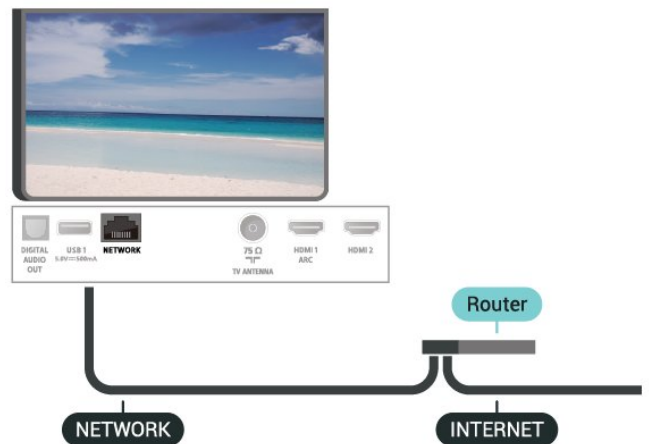 DIGITAL
AUDIO
OUT
USB 1
5.0V⎓500mA
NETWORK
75 Ω
TV ANTENNA
HDMI 1
ARC
HDMI 2
Router
NETWORK
INTERNET